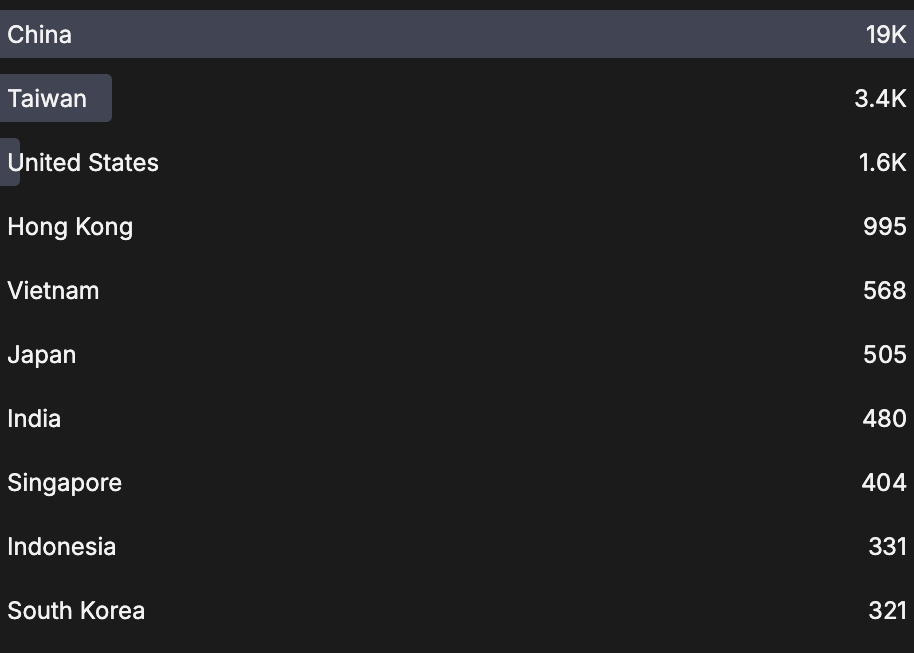 China 19K
Taiwan 3.4K
United States 1.6K
Hong Kong 995
Vietnam 568
Japan 505
India 480
Singapore 404
Indonesia 331
South Korea 321